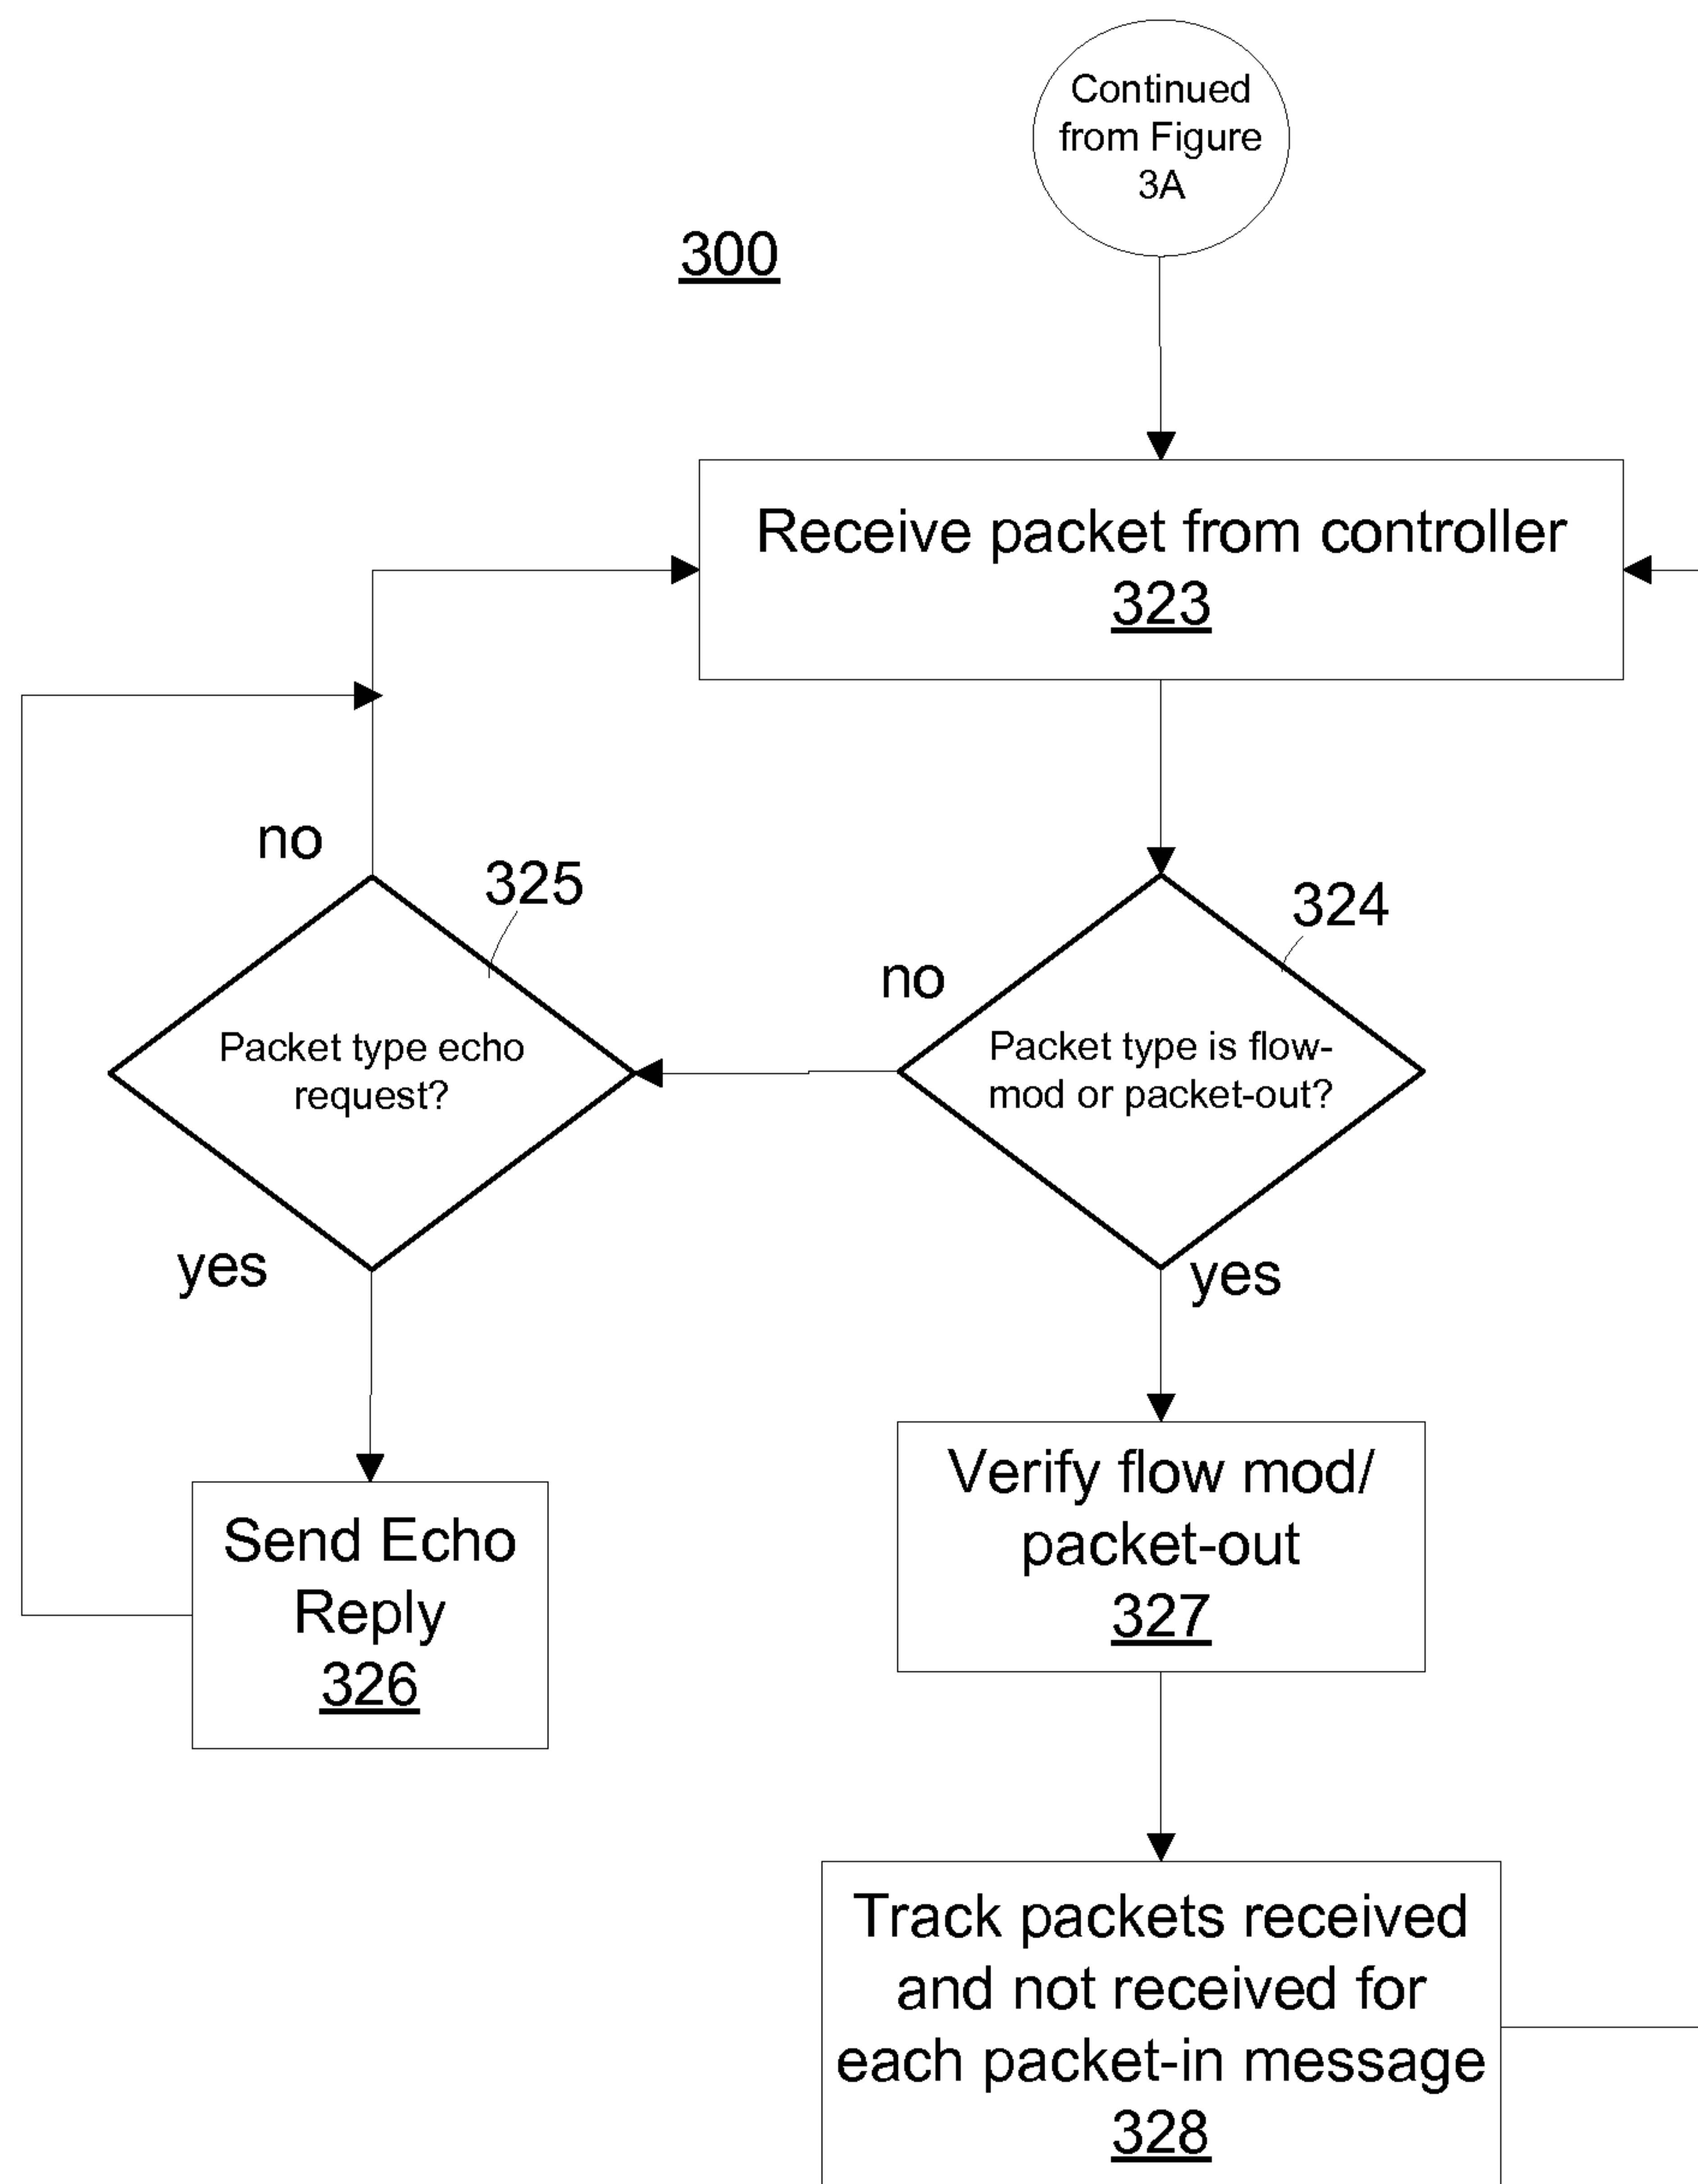 Continued
from Figure
3A
300
Receive packet from controller
323
no
325
324
no
Packet type echo
request?
Packet type is flow-
mod or packet-out?
yes
yes
Verify flow mod/
packet-out
327
Send Echo
Reply
326
Track packets received
and not received for
each packet-in message
328